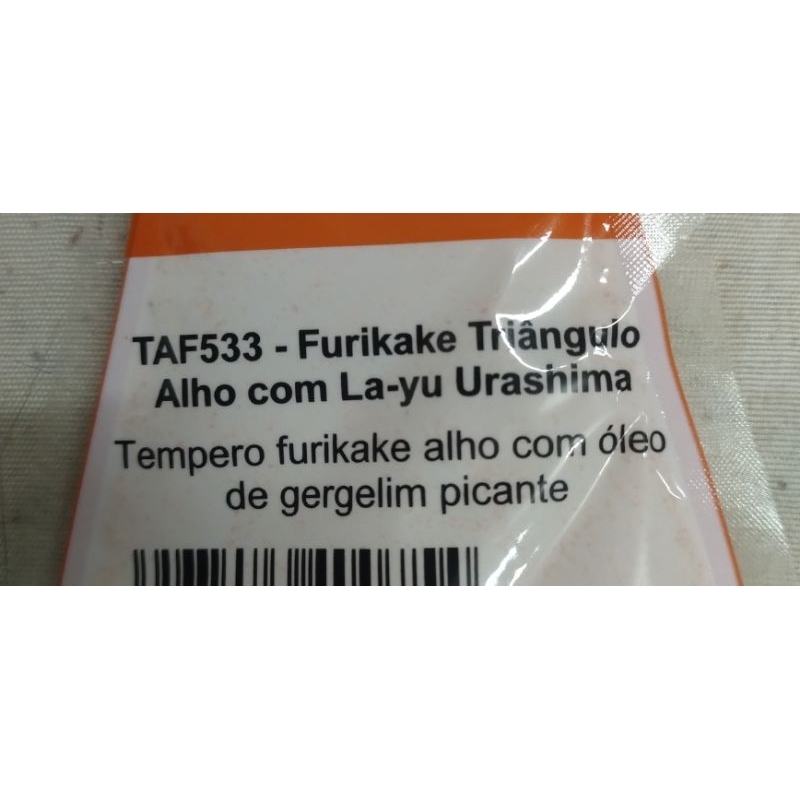 TAF533 - Furikake Triângulo
Alho com La-yu Urashima
Tempero furikake alho com óleo
de gergelim picante